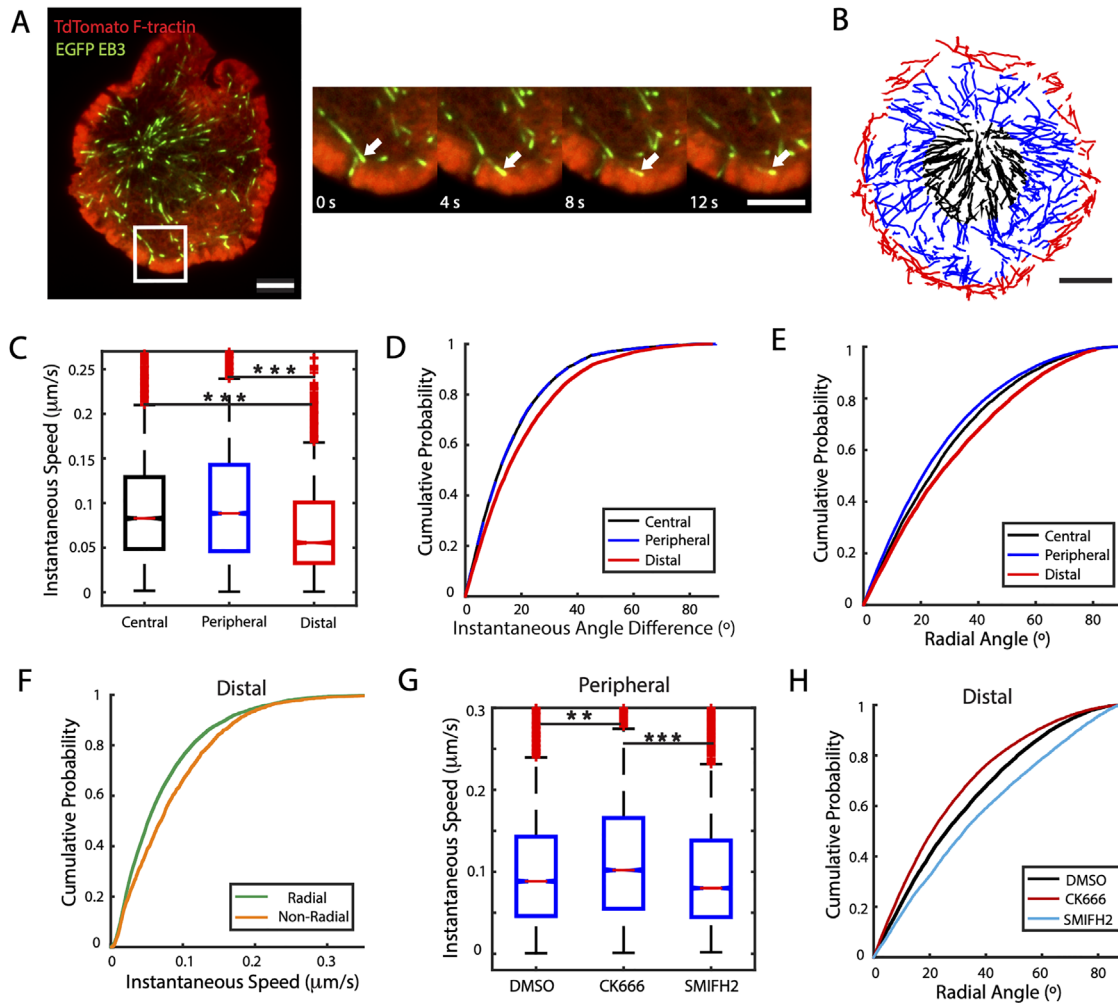 A
TdTomato F-tractin
EGFP EB3
0 s
4 s
8 s
12 s
B
C
Instantaneous Speed (μm/s)
0.25
0.2
0.15
0.1
0.05
0
***
***
Central
Peripheral
Distal
D
Cumulative Probability
1
0.8
0.6
0.4
0.2
0
20
40
60
80
Central
Peripheral
Distal
Instantaneous Angle Difference (º)
E
Cumulative Probability
1
0.8
0.6
0.4
0.2
0
0
20
40
60
80
Central
Peripheral
Distal
Radial Angle (º)
F
Distal
Cumulative Probability
1
0.8
0.6
0.4
0.2
0
0.1
0.2
0.3
Radial
Non-Radial
Instantaneous Speed (μm/s)
G
Peripheral
Instantaneous Speed (μm/s)
0.3
0.2
0.1
0
**
***
DMSO
CK666
SMIFH2
H
Distal
Cumulative Probability
1
0.8
0.6
0.4
0.2
0
0
20
40
60
80
DMSO
CK666
SMIFH2
Radial Angle (º)